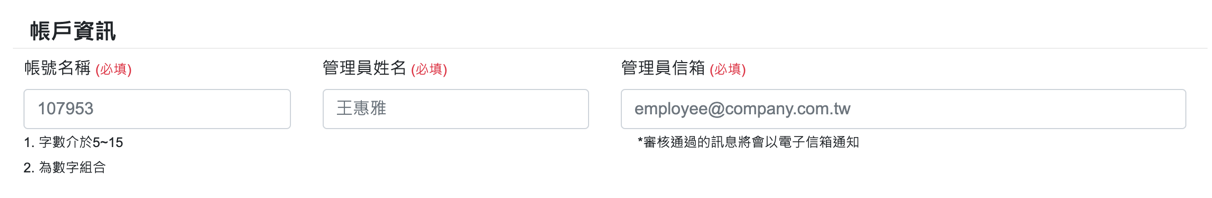 帳戶資訊
帳號名稱 (必填) 管理員姓名 (必填) 管理員信箱 (必填)
107953 王惠雅 employee@company.com.tw
1. 字數介於5~15 *審核通過的訊息將會以電子信箱通知
2. 為數字組合